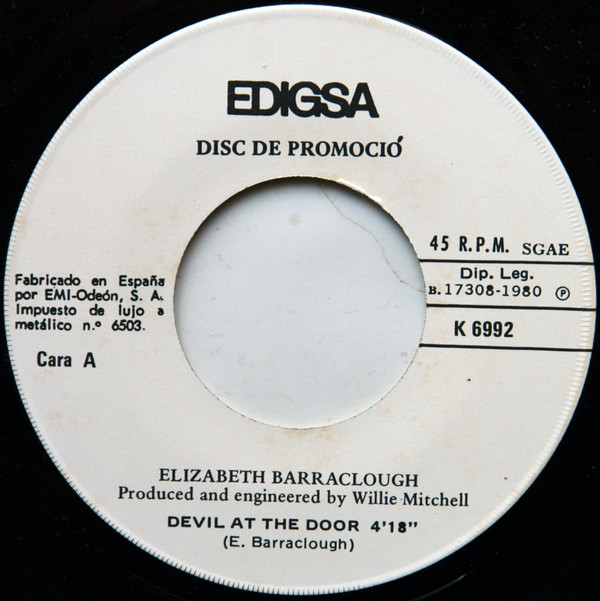 EDIGSA
DISC DE PROMOCIÓ
45 R.P.M. SGAE
Dip. Leg.
B.17308-1980 Ⓟ
K 6992
Fabricado en España
por EMI-Odeón, S. A.
Impuesto de lujo a
metálico n.º 6503.
Cara A
ELIZABETH BARRACLOUGH
Produced and engineered by Willie Mitchell
DEVIL AT THE DOOR 4'18"
(E. Barraclough)